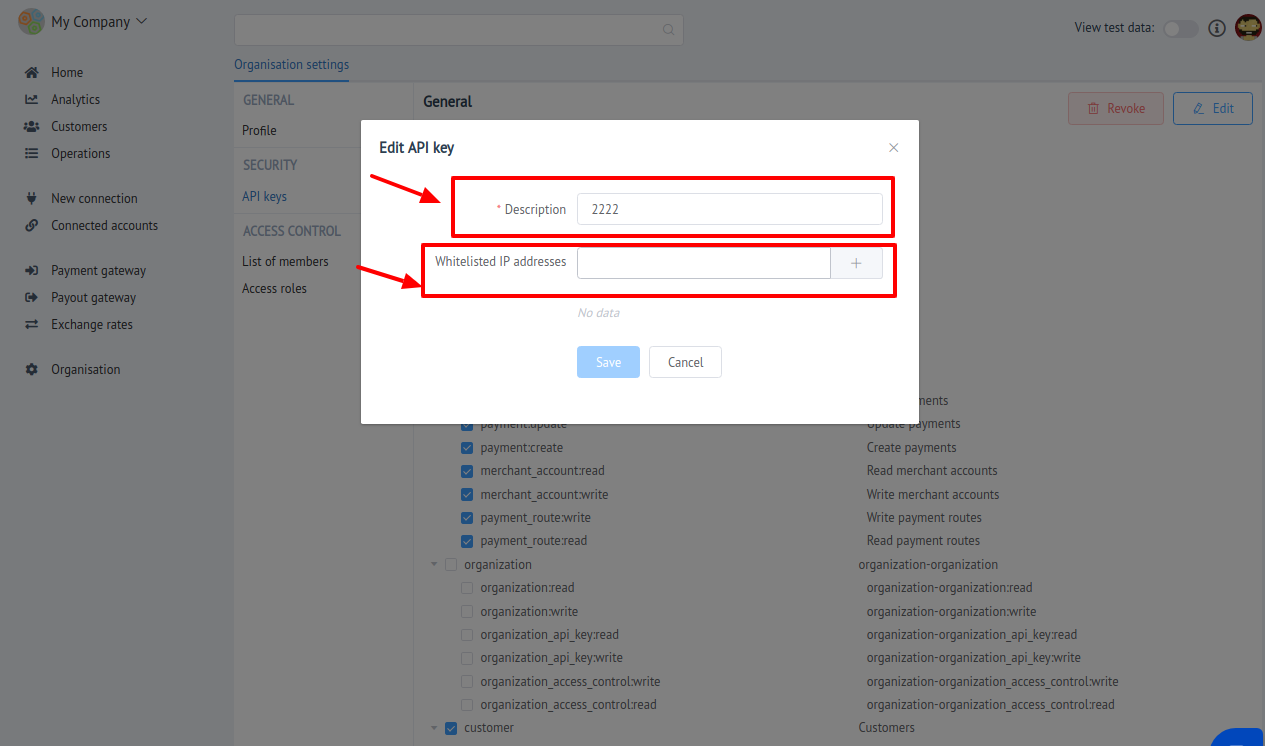 My Company
View test data:
Home
Analytics
Customers
Operations
New connection
Connected accounts
Payment gateway
Payout gateway
Exchange rates
Organisation
Organisation settings
GENERAL
Profile
SECURITY
API keys
ACCESS CONTROL
List of members
Access roles
General
Revoke
Edit
Edit API key
* Description 2222
Whitelisted IP addresses +
No data
Save Cancel
payment:update Update payments
payment:create Create payments
merchant_account:read Read merchant accounts
merchant_account:write Write merchant accounts
payment_route:write Write payment routes
payment_route:read Read payment routes
organization organization-organization
organization:read organization-organization:read
organization:write organization-organization:write
organization_api_key:read organization-organization_api_key:read
organization_api_key:write organization-organization_api_key:write
organization_access_control:write organization-organization_access_control:write
organization_access_control:read organization-organization_access_control:read
customer Customers